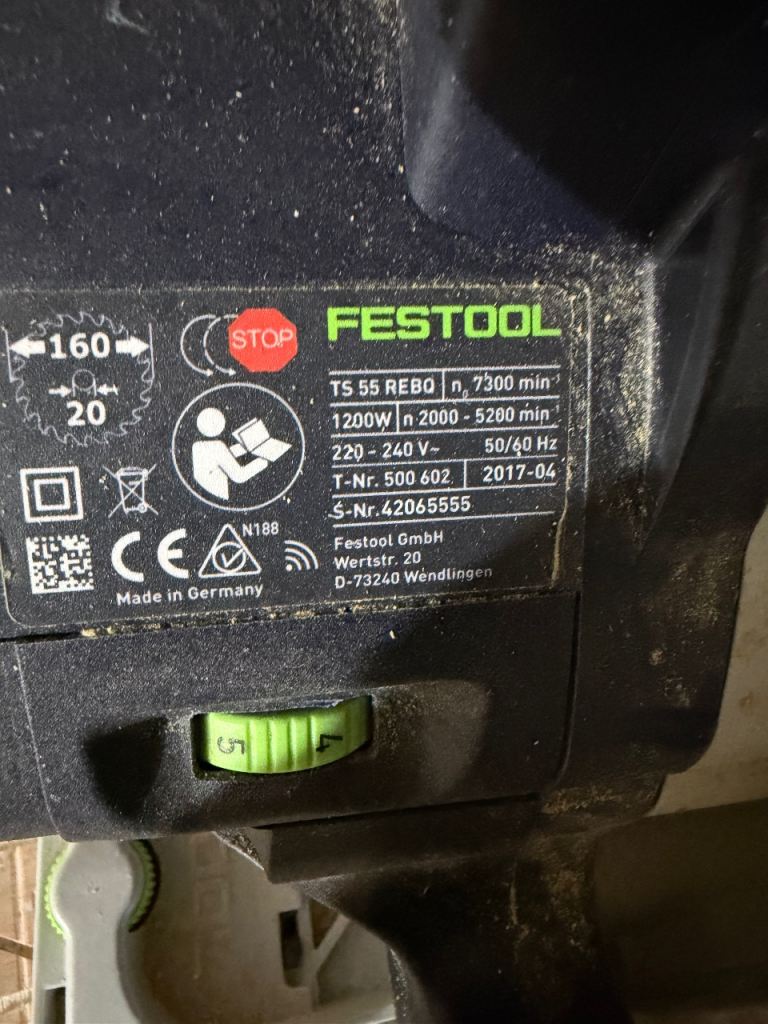 160
20
STOP
FESTOOL
TS 55 REBQ n₀ 7300 min⁻¹
1200W n 2000 - 5200 min⁻¹
220 - 240 V~ 50/60 Hz
T-Nr. 500 602 2017-04
S-Nr. 42065555
Festool GmbH
Wertstr. 20
D-73240 Wendlingen
CE
N188
Made in Germany
5 4